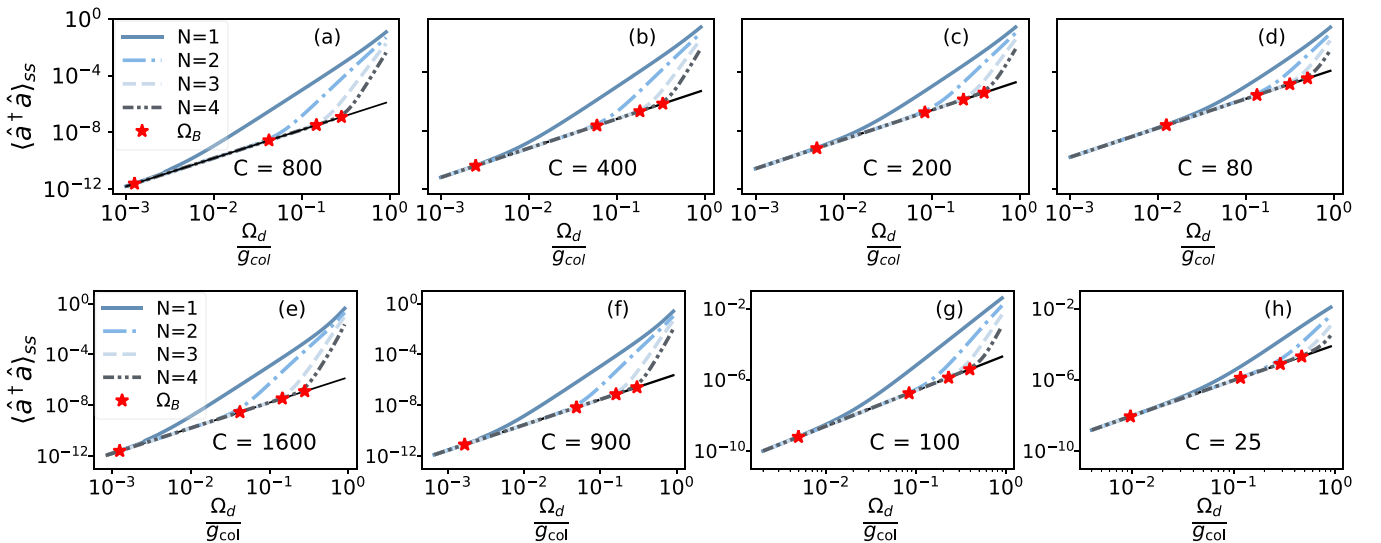 ⟨â†â⟩ss
10^0
10^-4
10^-8
10^-12
N=1
N=2
N=3
N=4
Ω_B
(a)
C = 800
10^-3
10^-2
10^-1
10^0
Ω_d
g_col
(b)
C = 400
10^-3
10^-2
10^-1
10^0
Ω_d
g_col
(c)
C = 200
10^-3
10^-2
10^-1
10^0
Ω_d
g_col
(d)
C = 80
10^-3
10^-2
10^-1
10^0
Ω_d
g_col
⟨â†â⟩ss
10^0
10^-4
10^-8
10^-12
N=1
N=2
N=3
N=4
Ω_B
(e)
C = 1600
10^-3
10^-2
10^-1
10^0
Ω_d
g_col
10^0
10^-4
10^-8
10^-12
(f)
C = 900
10^-3
10^-2
10^-1
10^0
Ω_d
g_col
10^-2
10^-6
10^-10
(g)
C = 100
10^-2
10^-1
10^0
Ω_d
g_col
10^-2
10^-6
10^-10
(h)
C = 25
10^-2
10^-1
10^0
Ω_d
g_col